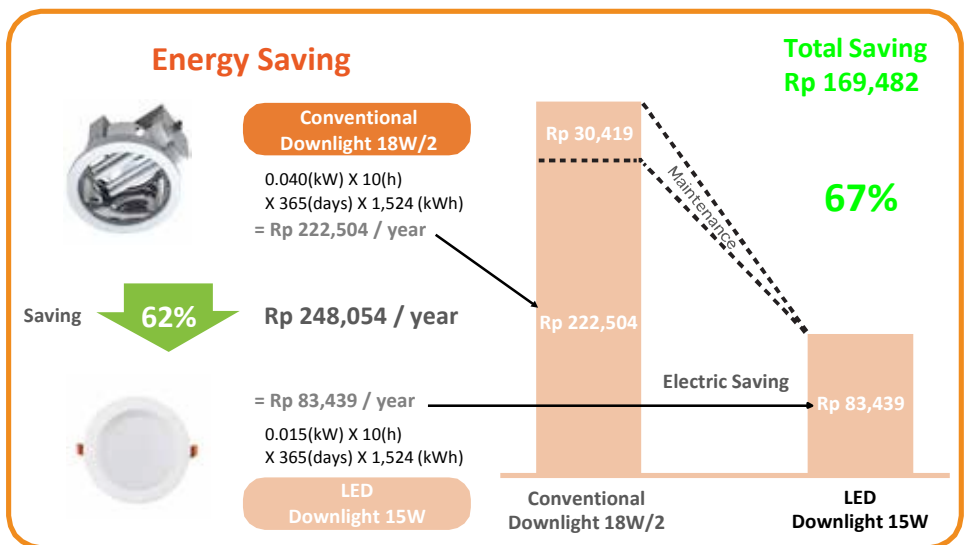 Energy Saving
Total Saving
Rp 169,482
67%
Conventional
Downlight 18W/2
0.040(kW) X 10(h)
X 365(days) X 1,524 (kWh)
= Rp 222,504 / year
Saving
62%
Rp 248,054 / year
= Rp 83,439 / year
0.015(kW) X 10(h)
X 365(days) X 1,524 (kWh)
LED
Downlight 15W
Rp 30,419
Maintenance
Rp 222,504
Electric Saving
Rp 83,439
Conventional
Downlight 18W/2
LED
Downlight 15W